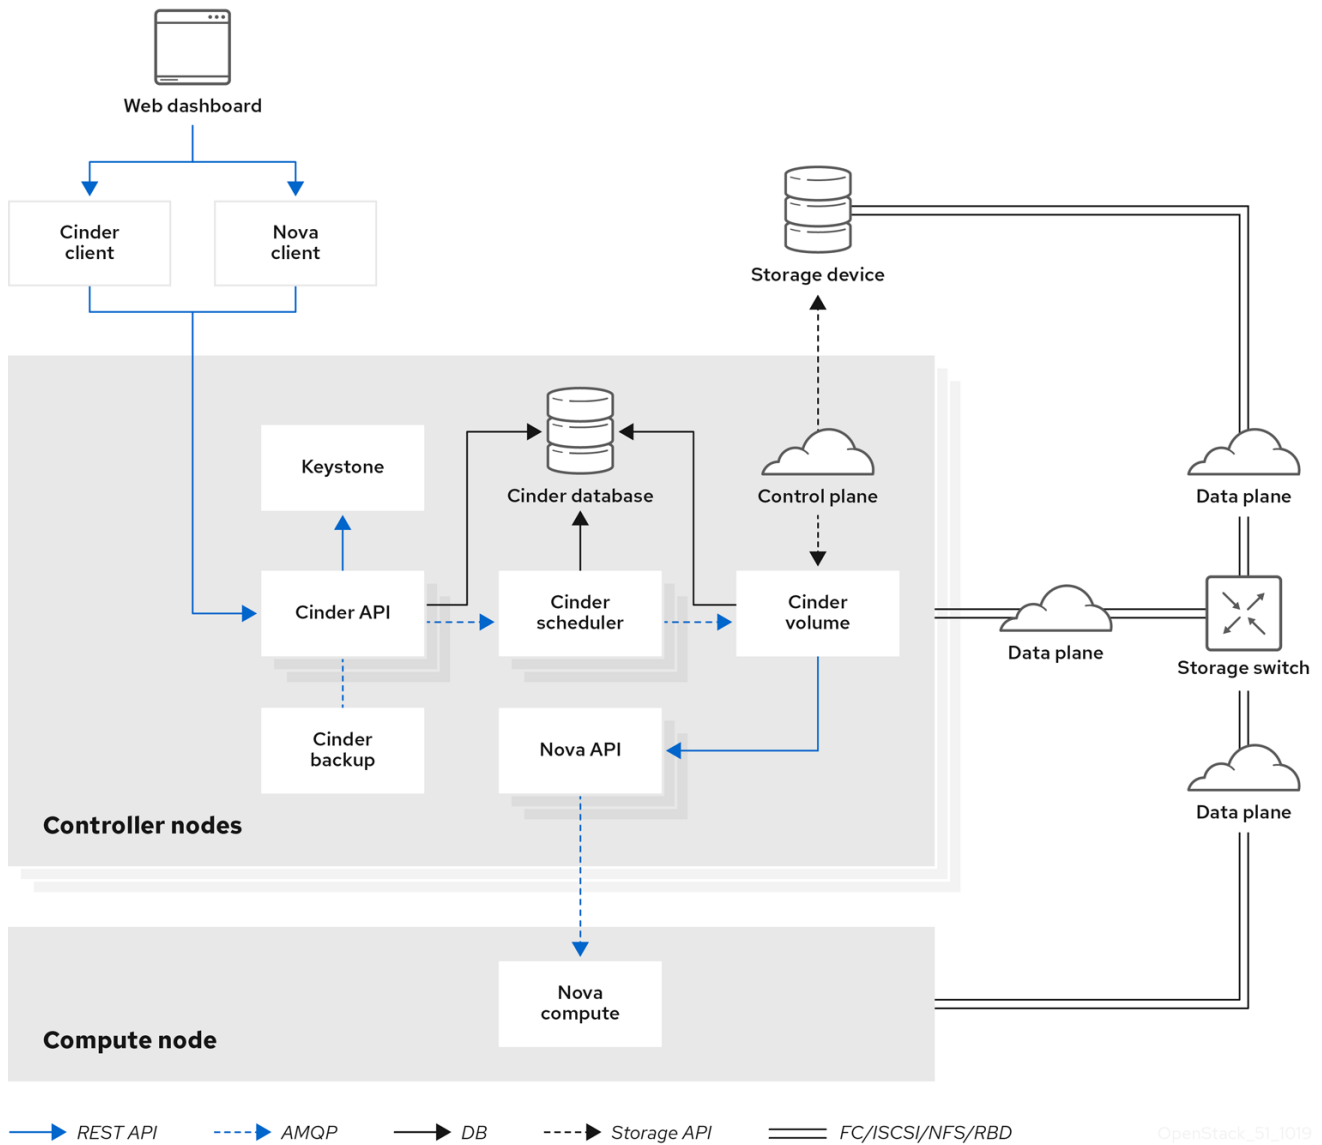 Web dashboard
Cinder
client
Nova
client
Storage device
Keystone
Cinder database
Control plane
Data plane
Cinder API
Cinder
scheduler
Cinder
volume
Data plane
Storage switch
Cinder
backup
Nova API
Data plane
Controller nodes
Nova
compute
Compute node
REST API
AMQP
DB
Storage API
FC/ISCSI/NFS/RBD
OpenStack_51_1019